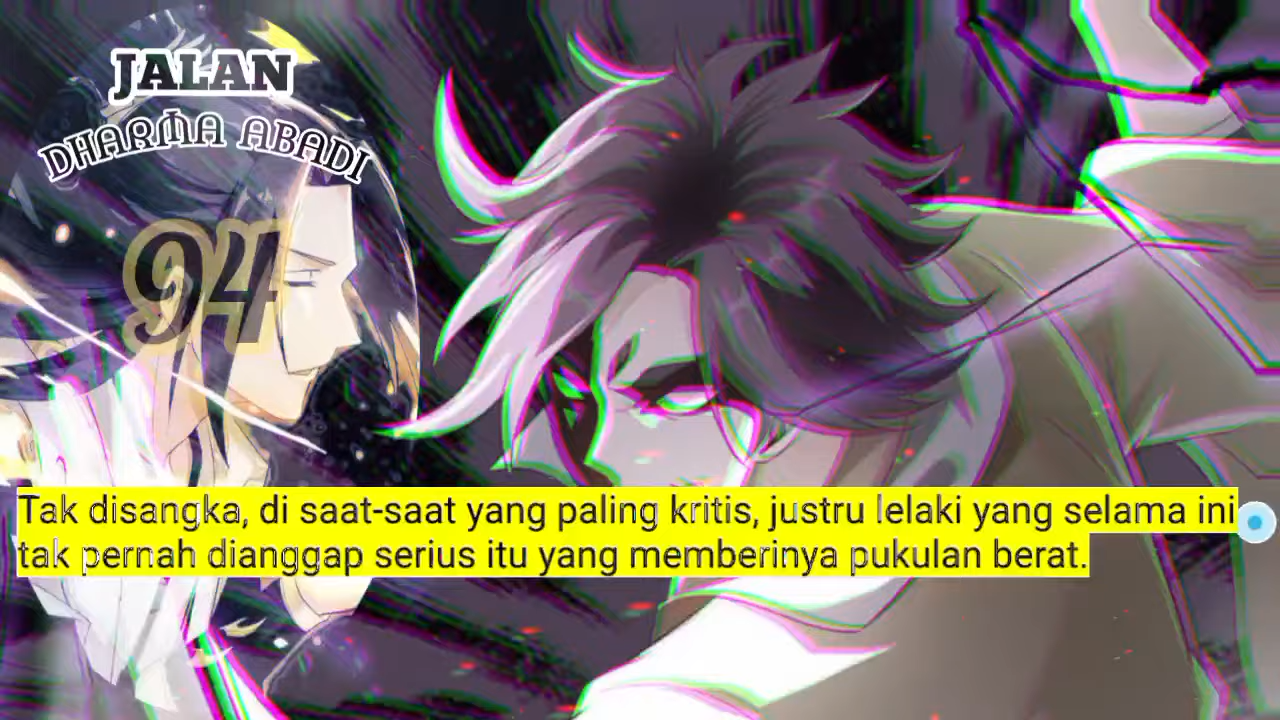 JALAN
DHARMA ABADI
94
Tak disangka, di saat-saat yang paling kritis, justru lelaki yang selama ini
tak pernah dianggap serius itu yang memberinya pukulan berat.